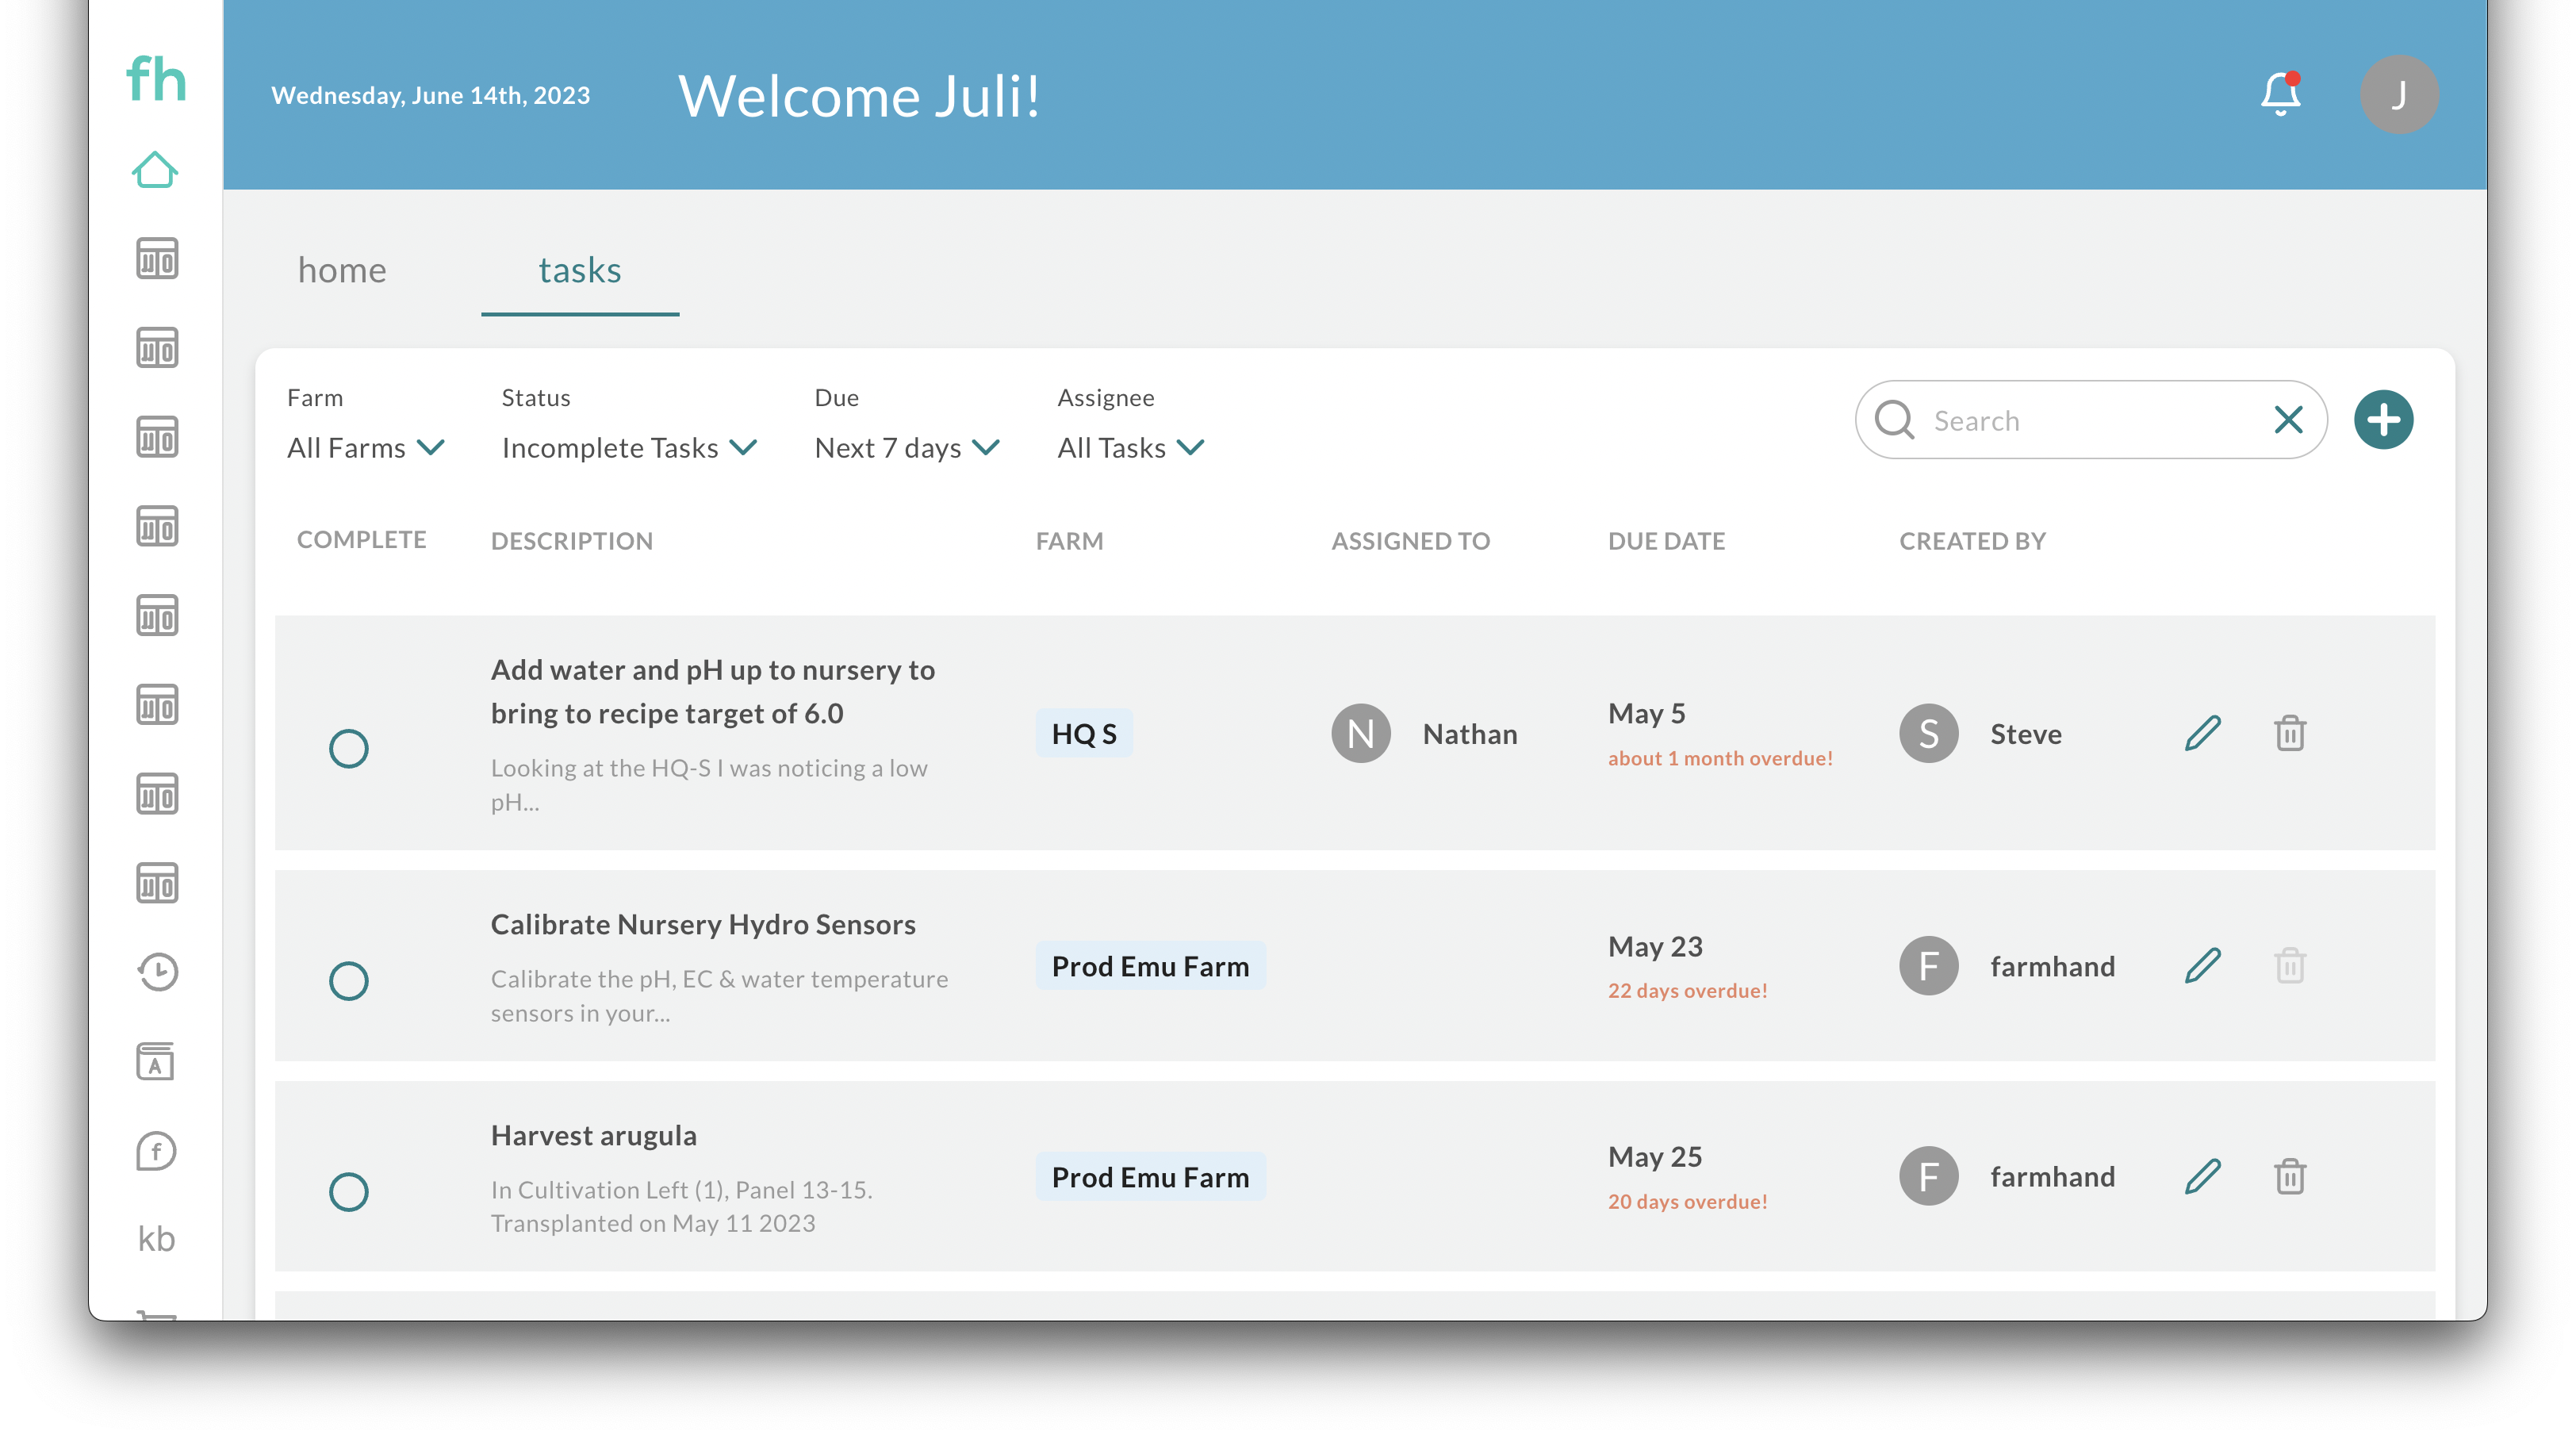 fh
Wednesday, June 14th, 2023
Welcome Juli!
J
home
tasks
Farm
Status
Due
Assignee
All Farms
Incomplete Tasks
Next 7 days
All Tasks
Search
COMPLETE
DESCRIPTION
FARM
ASSIGNED TO
DUE DATE
CREATED BY
Add water and pH up to nursery to
bring to recipe target of 6.0
Looking at the HQ-S I was noticing a low
pH...
HQ S
N
Nathan
May 5
about 1 month overdue!
S
Steve
Calibrate Nursery Hydro Sensors
Calibrate the pH, EC & water temperature
sensors in your...
Prod Emu Farm
May 23
22 days overdue!
F
farmhand
Harvest arugula
In Cultivation Left (1), Panel 13-15.
Transplanted on May 11 2023
Prod Emu Farm
May 25
20 days overdue!
F
farmhand
A
f
kb